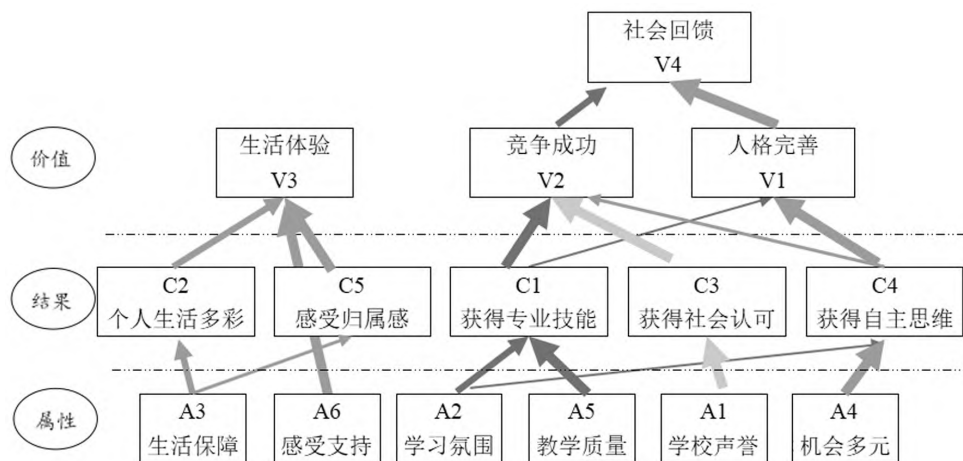 社会回馈
V4
价值
生活体验
V3
竞争成功
V2
人格完善
V1
结果
C2
个人生活多彩
C5
感受归属感
C1
获得专业技能
C3
获得社会认可
C4
获得自主思维
属性
A3
生活保障
A6
感受支持
A2
学习氛围
A5
教学质量
A1
学校声誉
A4
机会多元